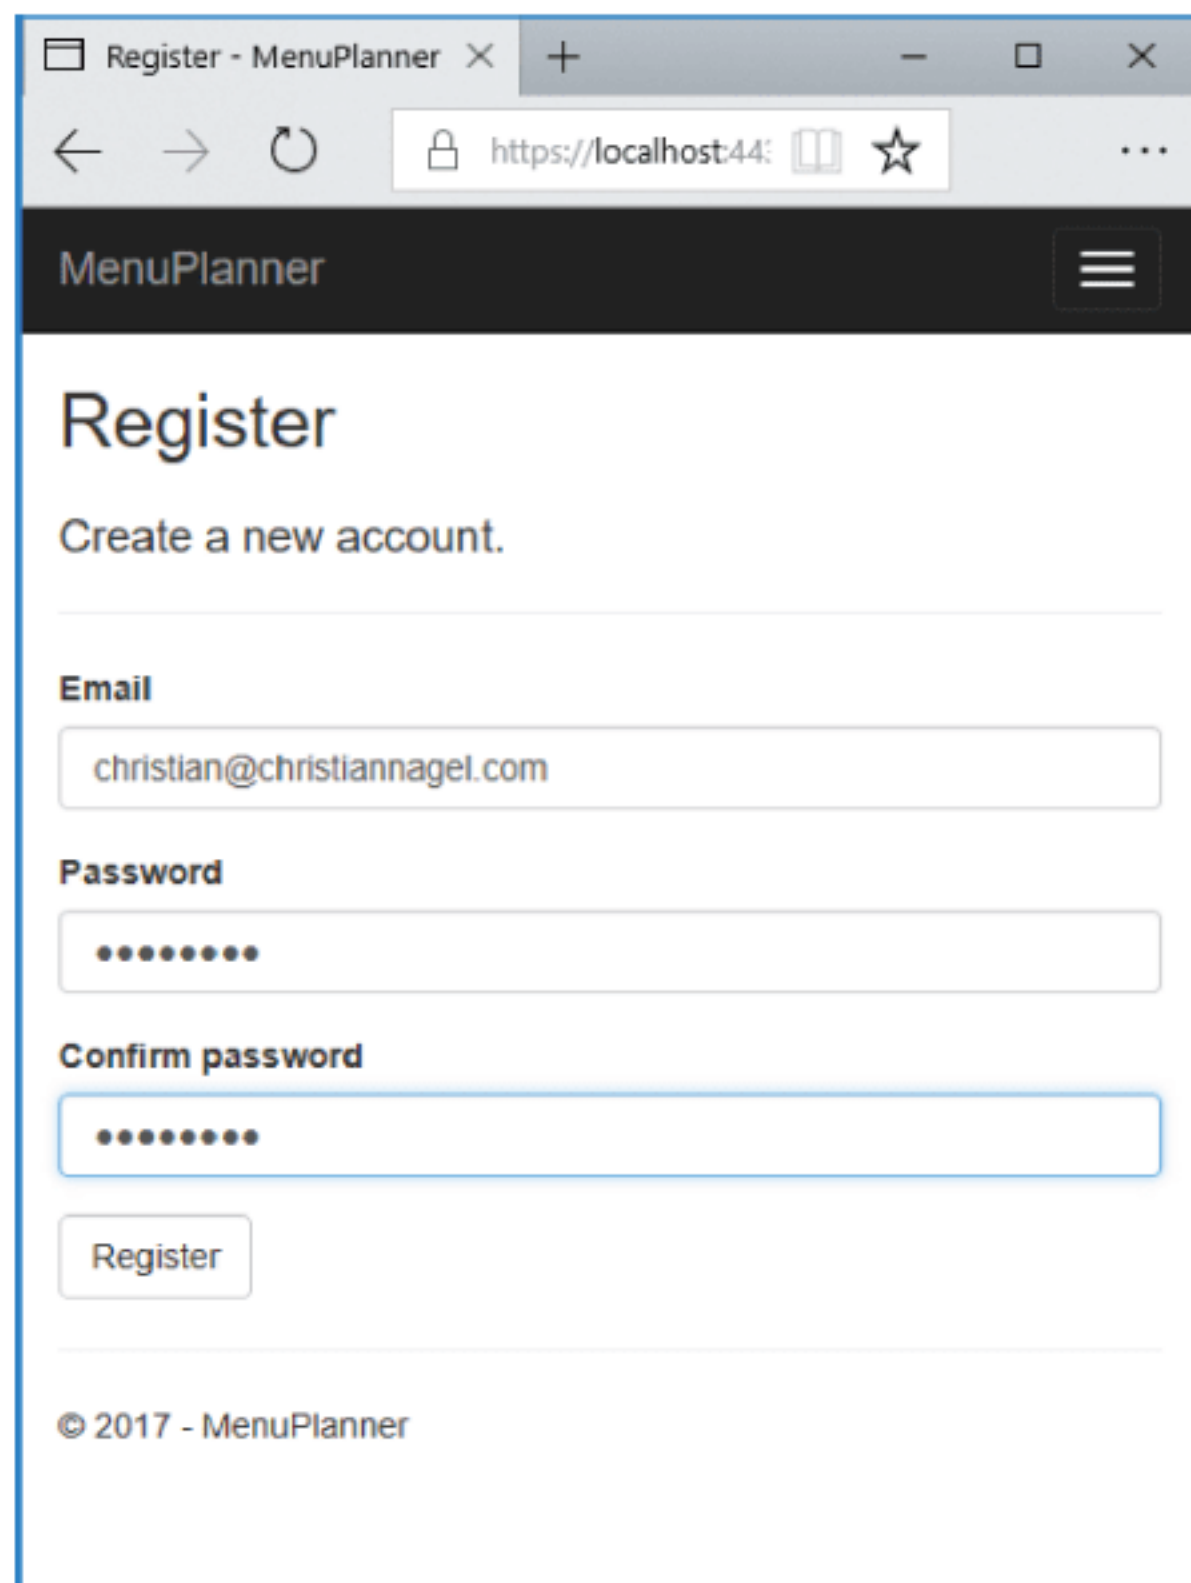 Register - MenuPlanner
https://localhost:44
MenuPlanner
Register
Create a new account.
Email
christian@christiannagel.com
Password
••••••••
Confirm password
••••••••
Register
© 2017 - MenuPlanner